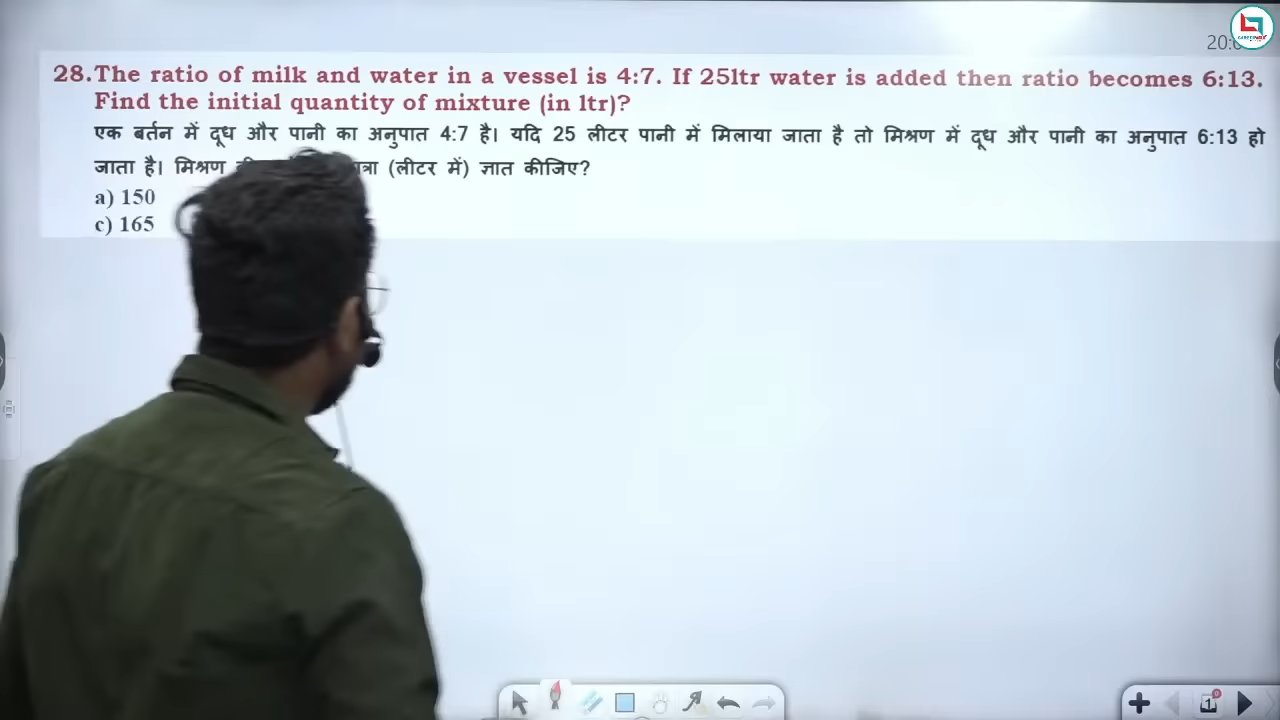 28. The ratio of milk and water in a vessel is 4:7. If 25ltr water is added then ratio becomes 6:13.
Find the initial quantity of mixture (in ltr)?
एक बर्तन में दूध और पानी का अनुपात 4:7 है। यदि 25 लीटर पानी में मिलाया जाता है तो मिश्रण में दूध और पानी का अनुपात 6:13 हो
जाता है। मिश्रण (लीटर में) ज्ञात कीजिए?
a) 150
c) 165
1